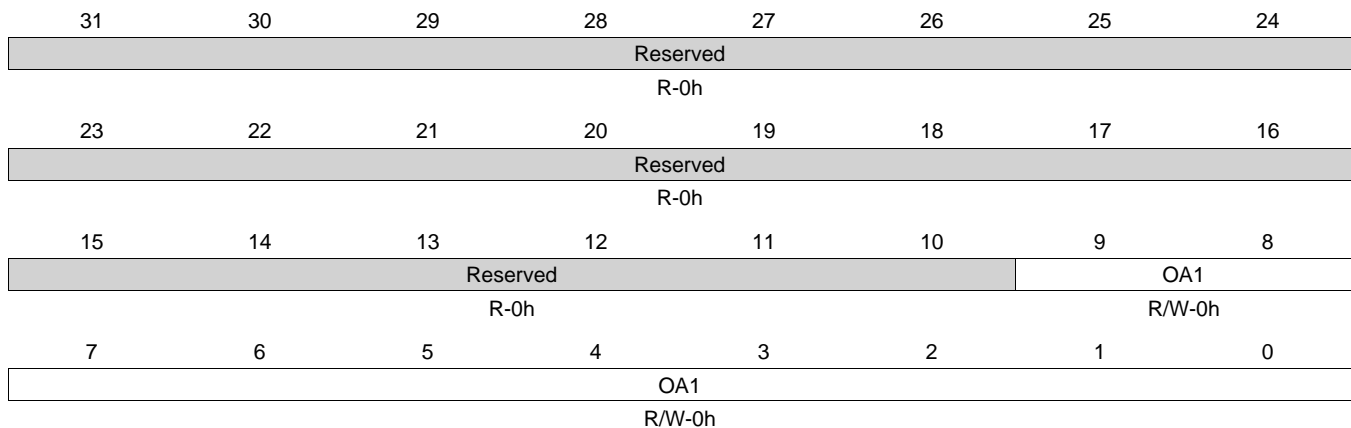 31 30 29 28 27 26 25 24
Reserved
R-0h
23 22 21 20 19 18 17 16
Reserved
R-0h
15 14 13 12 11 10 9 8
Reserved OA1
R-0h R/W-0h
7 6 5 4 3 2 1 0
OA1
R/W-0h